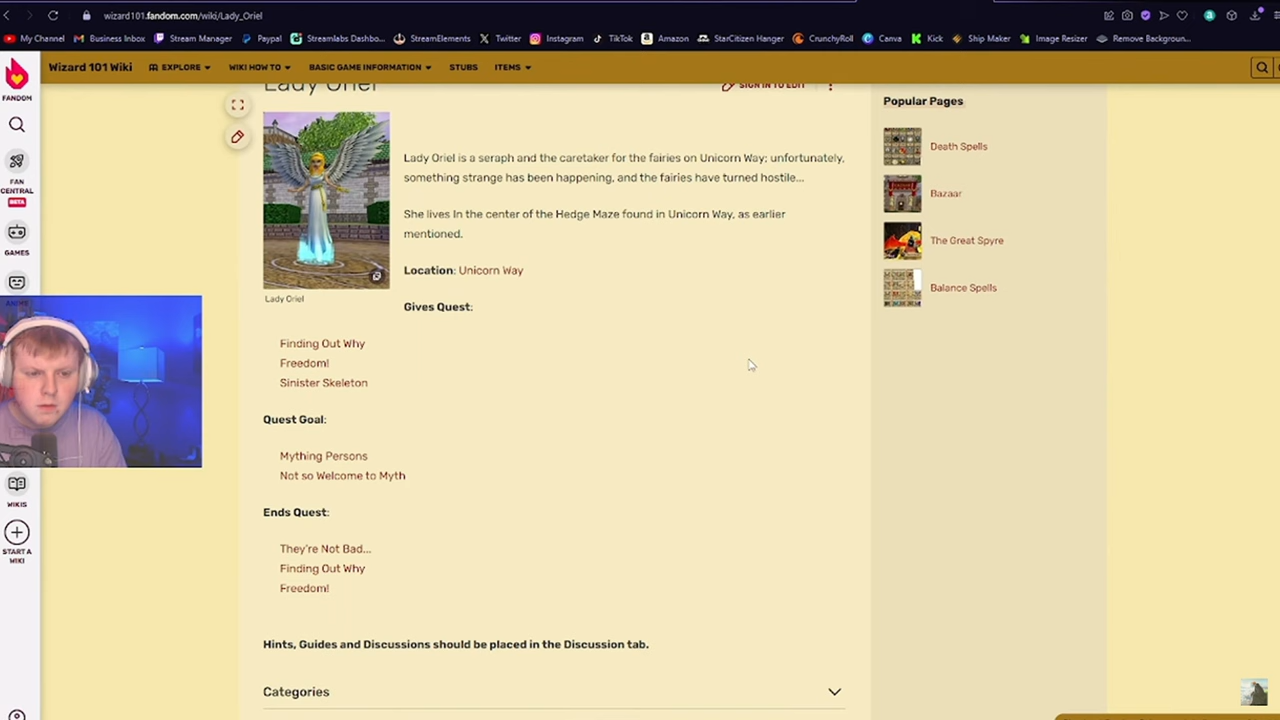 wizard101.fandom.com/wiki/Lady_Oriel
My Channel Business Inbox Stream Manager Paypal Streamlabs Dashbo... StreamElements Twitter Instagram TikTok Amazon StarCitizen Hanger CrunchyRoll Canva Kick Ship Maker Image Resizer Remove Backgroun...
Wizard 101 Wiki EXPLORE WIKI HOW TO BASIC GAME INFORMATION STUBS ITEMS
FANDOM
FAN CENTRAL
BETA
GAMES
WIKIS
START A WIKI
Lady Oriel
SIGN IN TO EDIT
Lady Oriel is a seraph and the caretaker for the fairies on Unicorn Way; unfortunately,
something strange has been happening, and the fairies have turned hostile...
She lives In the center of the Hedge Maze found in Unicorn Way, as earlier
mentioned.
Location: Unicorn Way
Lady Oriel
Gives Quest:
Finding Out Why
Freedom!
Sinister Skeleton
Quest Goal:
Mything Persons
Not so Welcome to Myth
Ends Quest:
They're Not Bad...
Finding Out Why
Freedom!
Hints, Guides and Discussions should be placed in the Discussion tab.
Categories
Popular Pages
Death Spells
Bazaar
The Great Spyre
Balance Spells